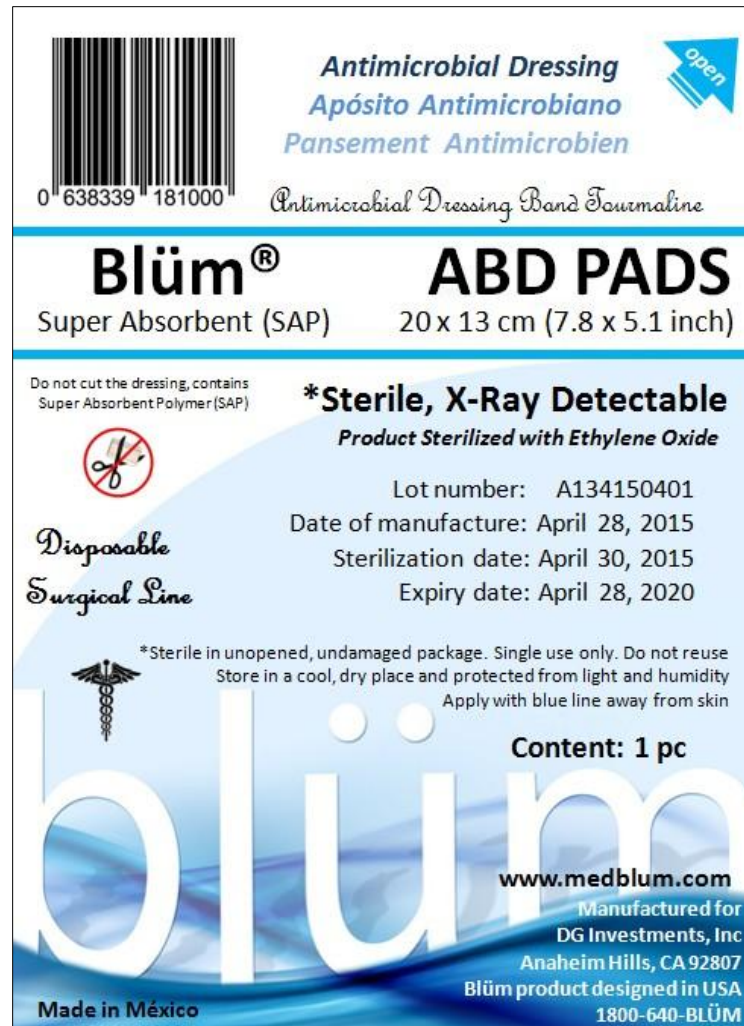 Antimicrobial Dressing
Apósito Antimicrobiano
Pansement Antimicrobien
open
0 638339 181000
Antimicrobial Dressing Band Tourmaline
Blüm® ABD PADS
Super Absorbent (SAP) 20 x 13 cm (7.8 x 5.1 inch)
Do not cut the dressing, contains
Super Absorbent Polymer (SAP)
*Sterile, X-Ray Detectable
Product Sterilized with Ethylene Oxide
Lot number: A134150401
Date of manufacture: April 28, 2015
Sterilization date: April 30, 2015
Expiry date: April 28, 2020
Disposable
Surgical Line
*Sterile in unopened, undamaged package. Single use only. Do not reuse
Store in a cool, dry place and protected from light and humidity
Apply with blue line away from skin
Content: 1 pc
blüm
www.medblum.com
Manufactured for
DG Investments, Inc
Anaheim Hills, CA 92807
Blüm product designed in USA
1800-640-BLÜM
Made in México